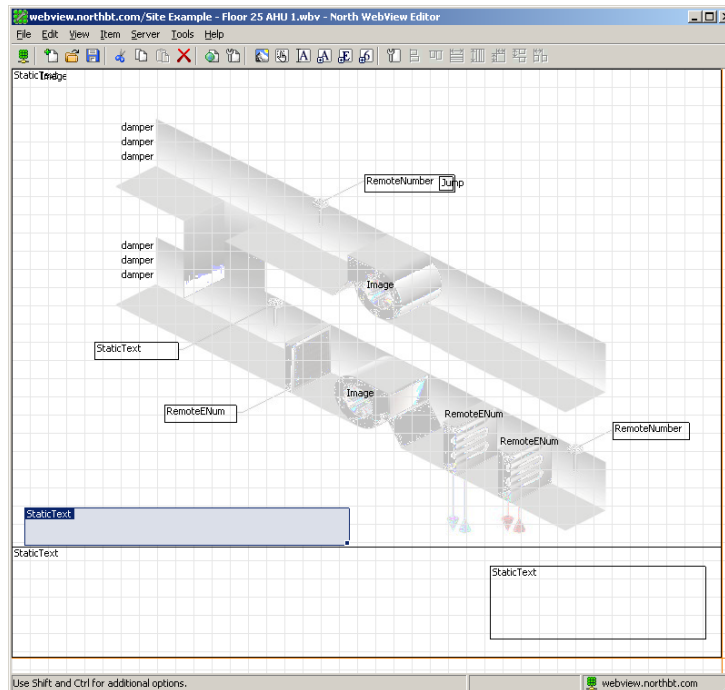 webview.northbt.com/Site Example - Floor 25 AHU 1.wbv - North WebView Editor
File Edit View Item Server Tools Help
StaticText Image
damper
damper
damper
RemoteNumber Jump
damper
damper
damper
Image
StaticText
Image
RemoteENum
RemoteENum
RemoteNumber
RemoteENum
StaticText
StaticText
StaticText
Use Shift and Ctrl for additional options.
webview.northbt.com